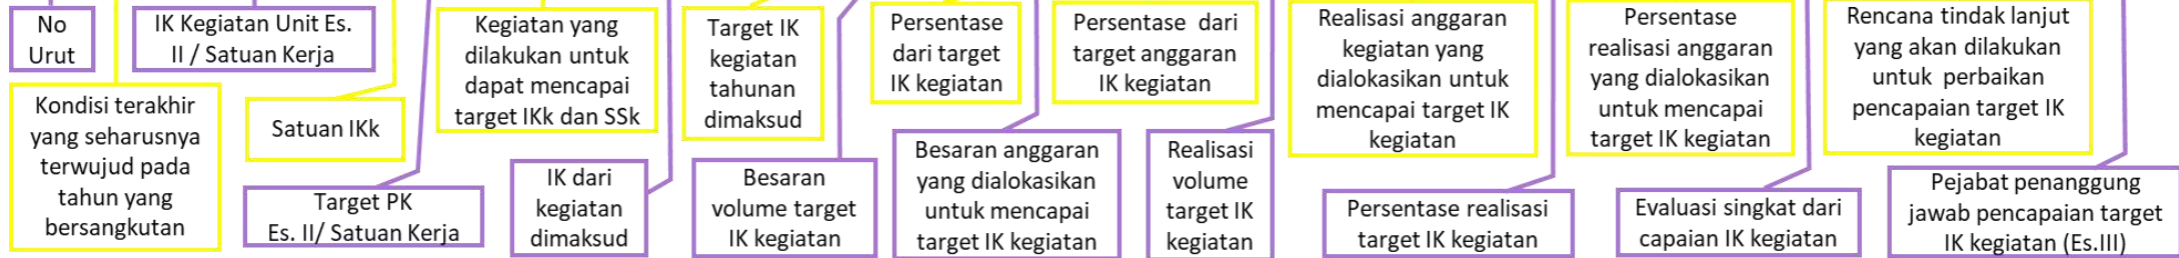 No
Urut
IK Kegiatan Unit Es.
II / Satuan Kerja
Kondisi terakhir
yang seharusnya
terwujud pada
tahun yang
bersangkutan
Satuan IKk
Target PK
Es. II/ Satuan Kerja
Kegiatan yang
dilakukan untuk
dapat mencapai
target IKk dan SSk
IK dari
kegiatan
dimaksud
Target IK
kegiatan
tahunan
dimaksud
Besaran
volume target
IK kegiatan
Persentase
dari target
IK kegiatan
Besaran anggaran
yang dialokasikan
untuk mencapai
target IK kegiatan
Persentase dari
target anggaran
IK kegiatan
Realisasi
volume
target IK
kegiatan
Realisasi anggaran
kegiatan yang
dialokasikan untuk
mencapai target IK
kegiatan
Persentase realisasi
target IK kegiatan
Persentase
realisasi anggaran
yang dialokasikan
untuk mencapai
target IK kegiatan
Evaluasi singkat dari
capaian IK kegiatan
Rencana tindak lanjut
yang akan dilakukan
untuk perbaikan
pencapaian target IK
kegiatan
Pejabat penanggung
jawab pencapaian target
IK kegiatan (Es.III)